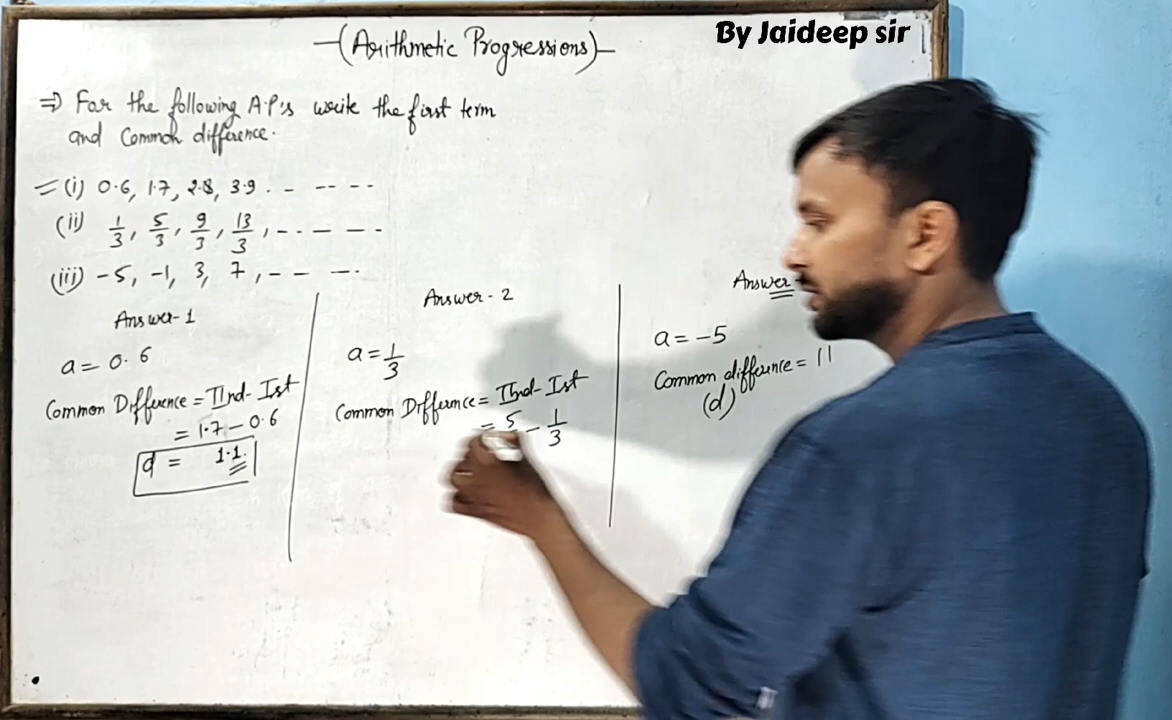 By Jaideep sir
(Arithmetic Progressions)
⇒ For the following A.P's write the first term
and Common difference.
(i) 0.6, 1.7, 2.8, 3.9 . - -- --
(ii) 1/3, 5/3, 9/3, 13/3, -- -- --
(iii) -5, -1, 3, 7, -- -- --.
Answer-1
a = 0.6
Common Difference = IInd - Ist
= 1.7 - 0.6
d = 1.1
Answer-2
a = 1/3
Common Difference = IInd - Ist
= 5 - 1/3
Answer
a = -5
Common difference =
(d)